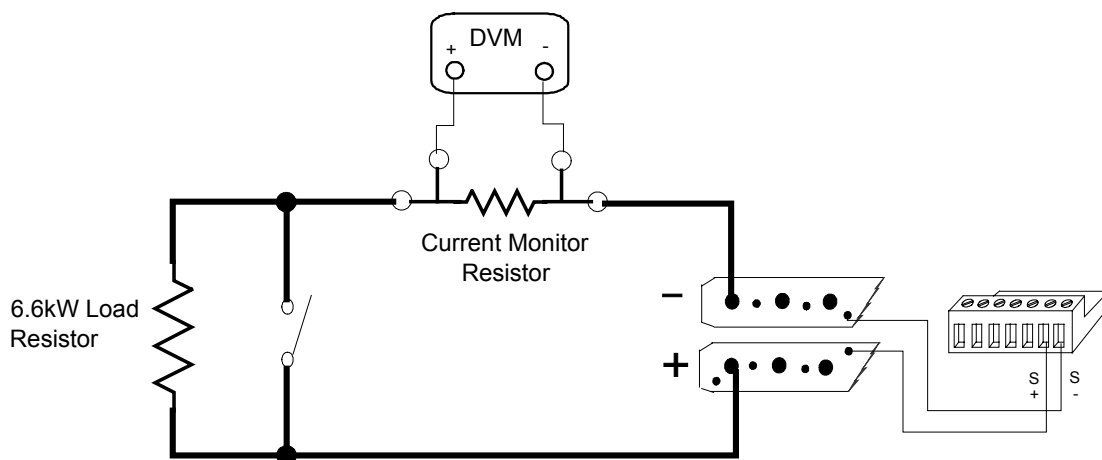 DVM
+ -
Current Monitor
Resistor
6.6kW Load
Resistor
−
+
S S
+ -